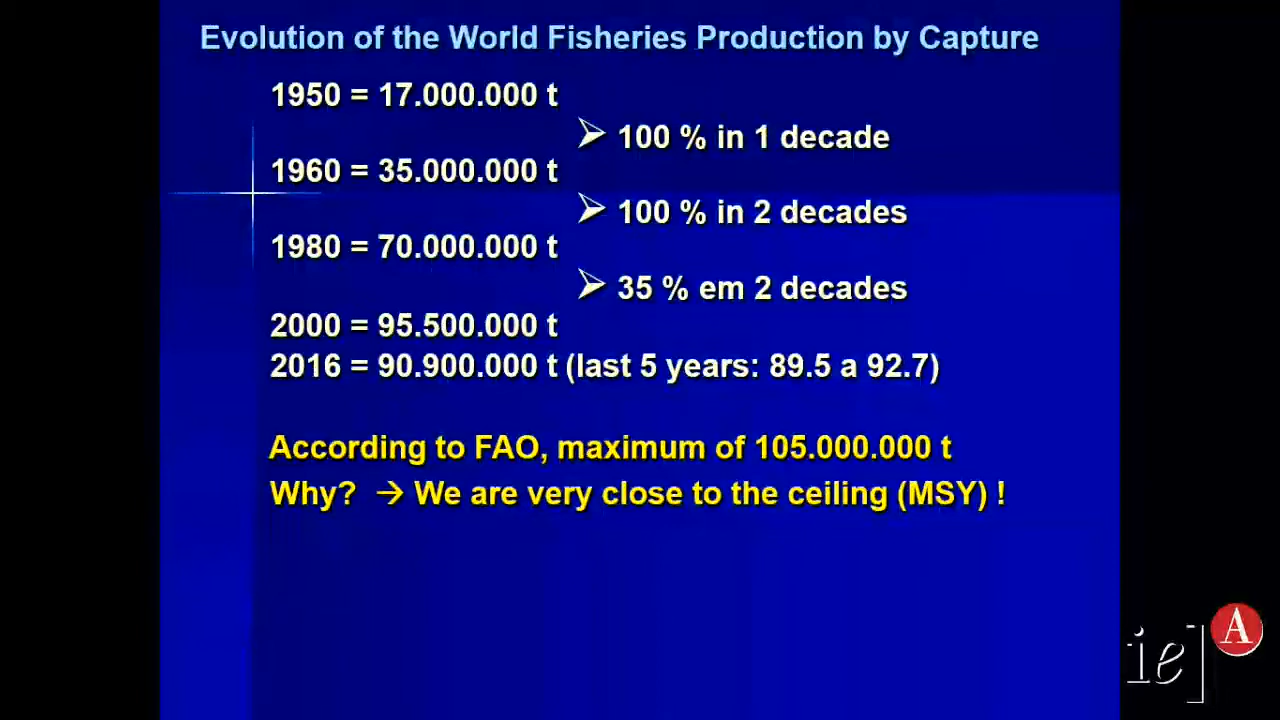 Evolution of the World Fisheries Production by Capture
1950 = 17.000.000 t
➢ 100 % in 1 decade
1960 = 35.000.000 t
➢ 100 % in 2 decades
1980 = 70.000.000 t
➢ 35 % em 2 decades
2000 = 95.500.000 t
2016 = 90.900.000 t (last 5 years: 89.5 a 92.7)
According to FAO, maximum of 105.000.000 t
Why? → We are very close to the ceiling (MSY) !
ie]
A